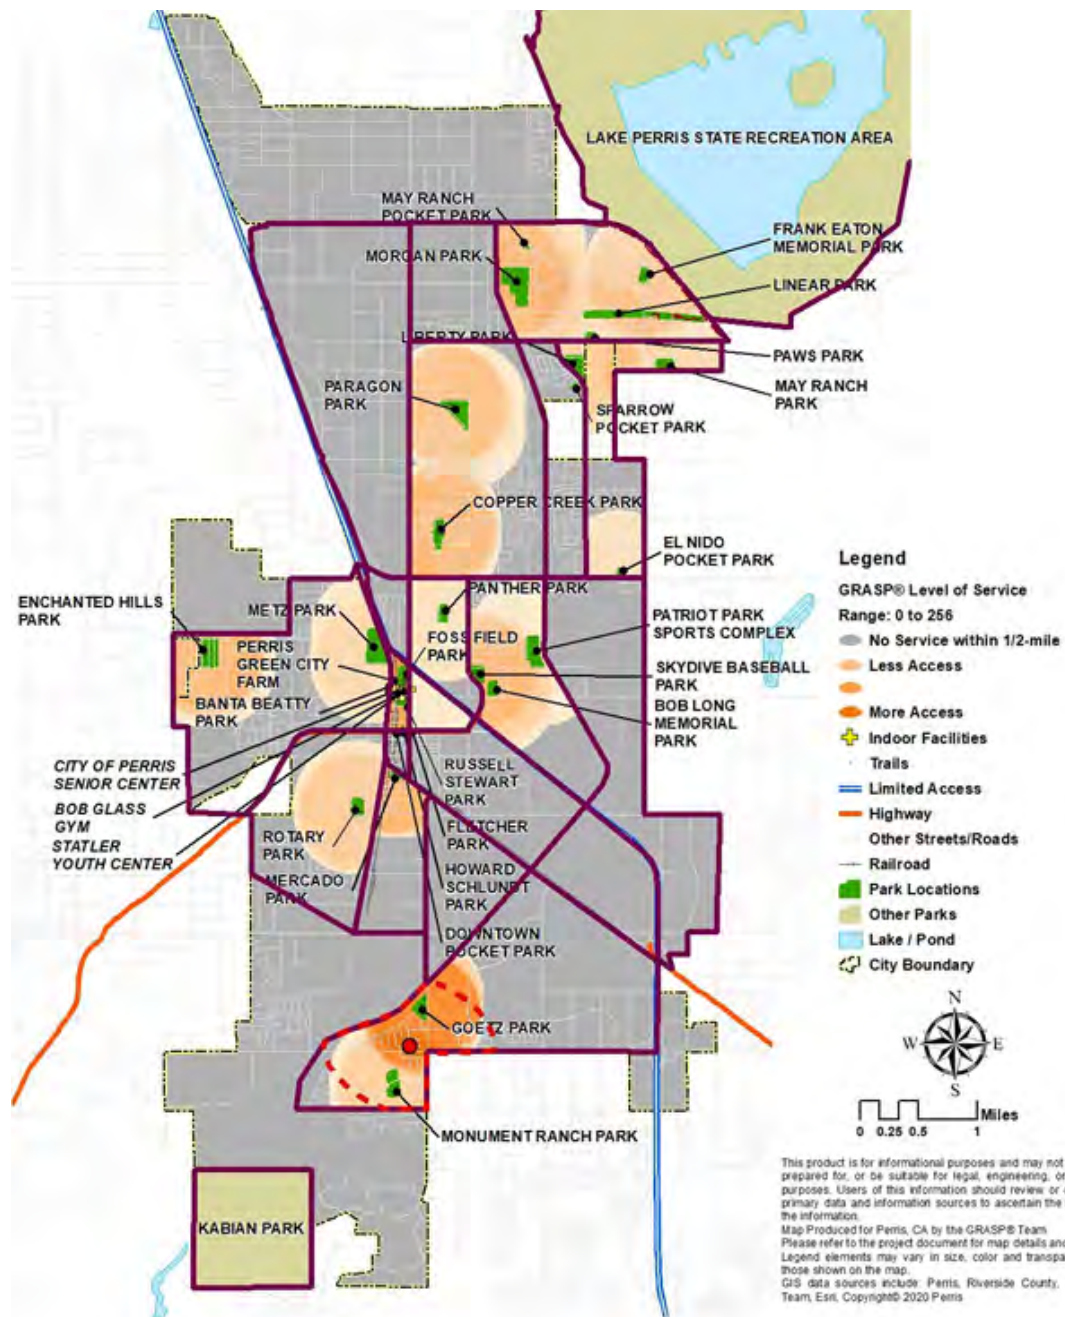 LAKE PERRIS STATE RECREATION AREA
MAY RANCH
POCKET PARK
FRANK EATON
MEMORIAL PARK
MORGAN PARK
LINEAR PARK
LIBERTY PARK
PAWS PARK
PARAGON
PARK
MAY RANCH
PARK
SPARROW
POCKET PARK
COPPER CREEK PARK
EL NIDO
POCKET PARK
PANTHER PARK
ENCHANTED HILLS
PARK
METZ PARK
PATRIOT PARK
SPORTS COMPLEX
FOSS FIELD
PARK
PERRIS
GREEN CITY
FARM
SKYDIVE BASEBALL
PARK
BANTA BEATTY
PARK
BOB LONG
MEMORIAL
PARK
CITY OF PERRIS
SENIOR CENTER
RUSSELL
STEWART
PARK
BOB GLASS
GYM
STATLER
YOUTH CENTER
ROTARY
PARK
FLETCHER
PARK
MERCADO
PARK
HOWARD
SCHLUNDT
PARK
DOWNTOWN
POCKET PARK
GOETZ PARK
MONUMENT RANCH PARK
KABIAN PARK
Legend
GRASP® Level of Service
Range: 0 to 256
No Service within 1/2-mile
Less Access
More Access
Indoor Facilities
Trails
Limited Access
Highway
Other Streets/Roads
Railroad
Park Locations
Other Parks
Lake / Pond
City Boundary
N
W E
S
Miles
0 0.25 0.5 1
This product is for informational purposes and may not
prepared for, or be suitable for legal, engineering, or
purposes. Users of this information should review or
primary data and information sources to ascertain the
the information.
Map Produced for Perris, CA by the GRASP® Team
Please refer to the project document for map details and
Legend elements may vary in size, color and transpa
those shown on the map.
GIS data sources include: Perris, Riverside County,
Team, Esri, Copyright© 2020 Perris